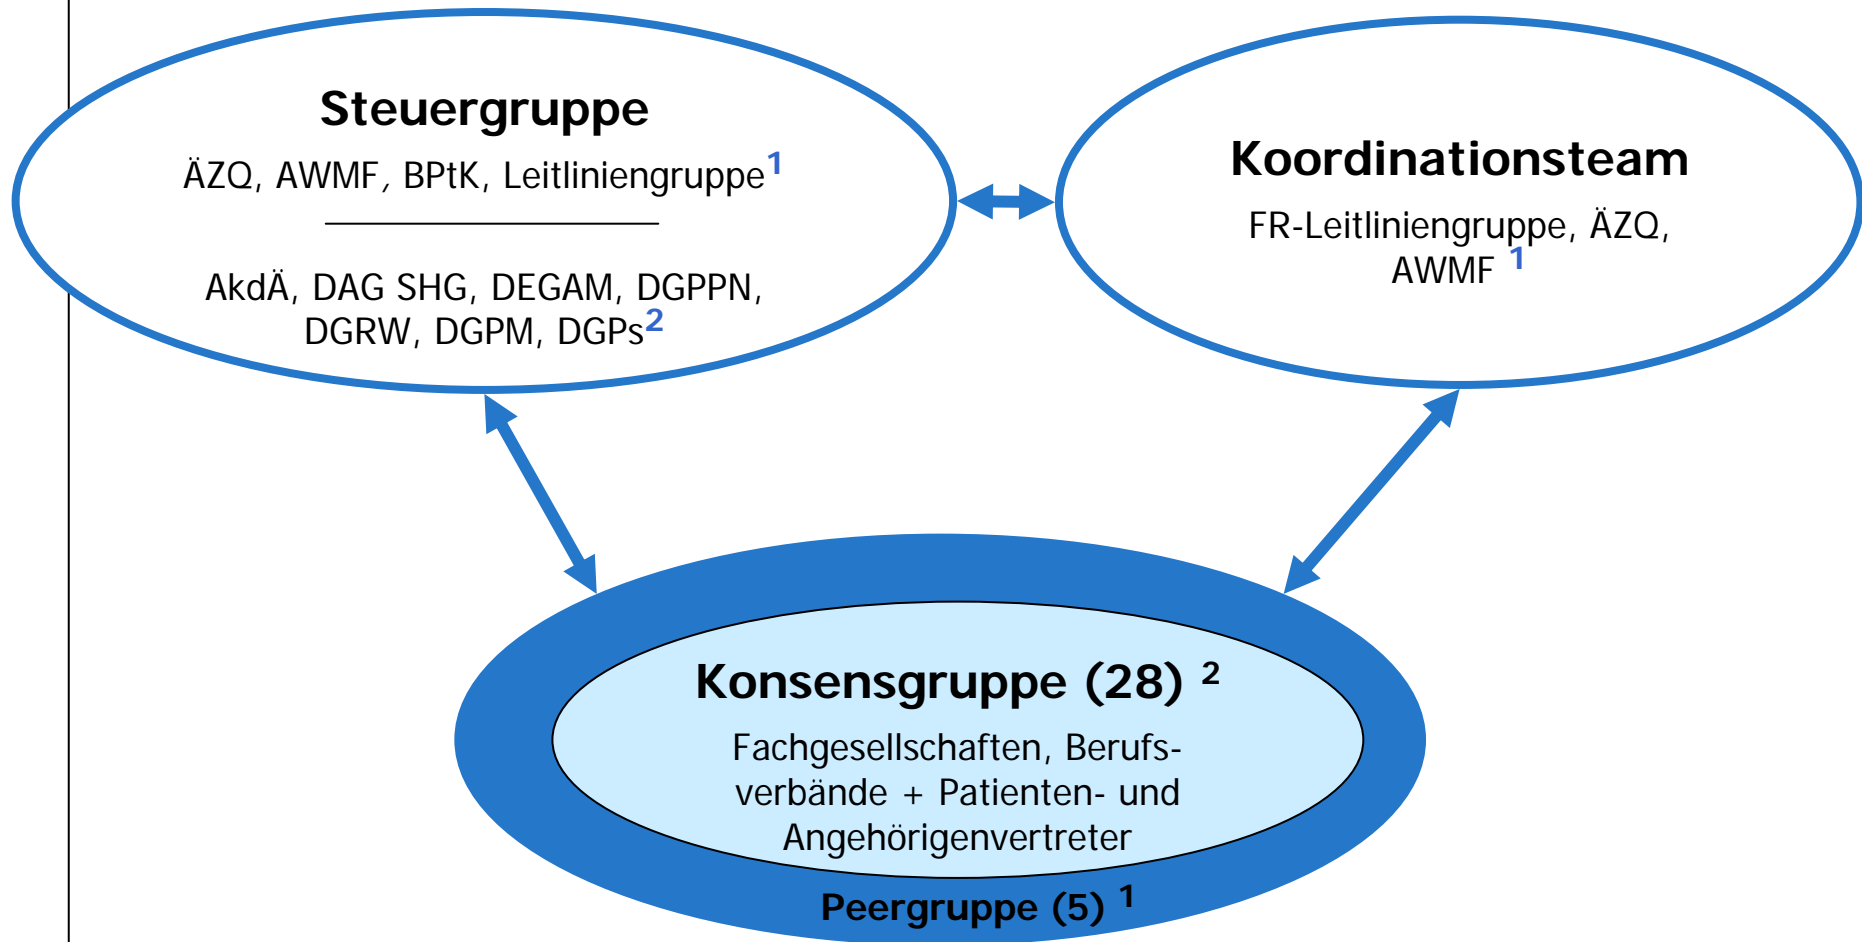 Steuergruppe
ÄZQ, AWMF, BPtK, Leitliniengruppe1
AkdÄ, DAG SHG, DEGAM, DGPPN,
DGRW, DGPM, DGPs2
Koordinationsteam
FR-Leitliniengruppe, ÄZQ,
AWMF 1
Konsensgruppe (28) 2
Fachgesellschaften, Berufs-
verbände + Patienten- und
Angehörigenvertreter
Peergruppe (5) 1